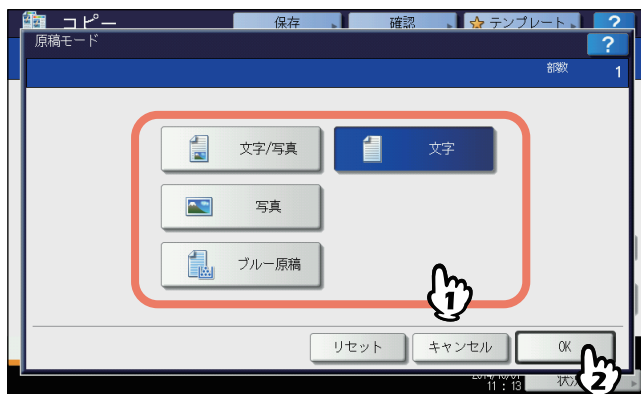 コピー 保存 確認 テンプレート ?
原稿モード ?
部数 1
文字/写真 文字
写真
ブルー原稿
1
リセット キャンセル OK
11 : 13
2